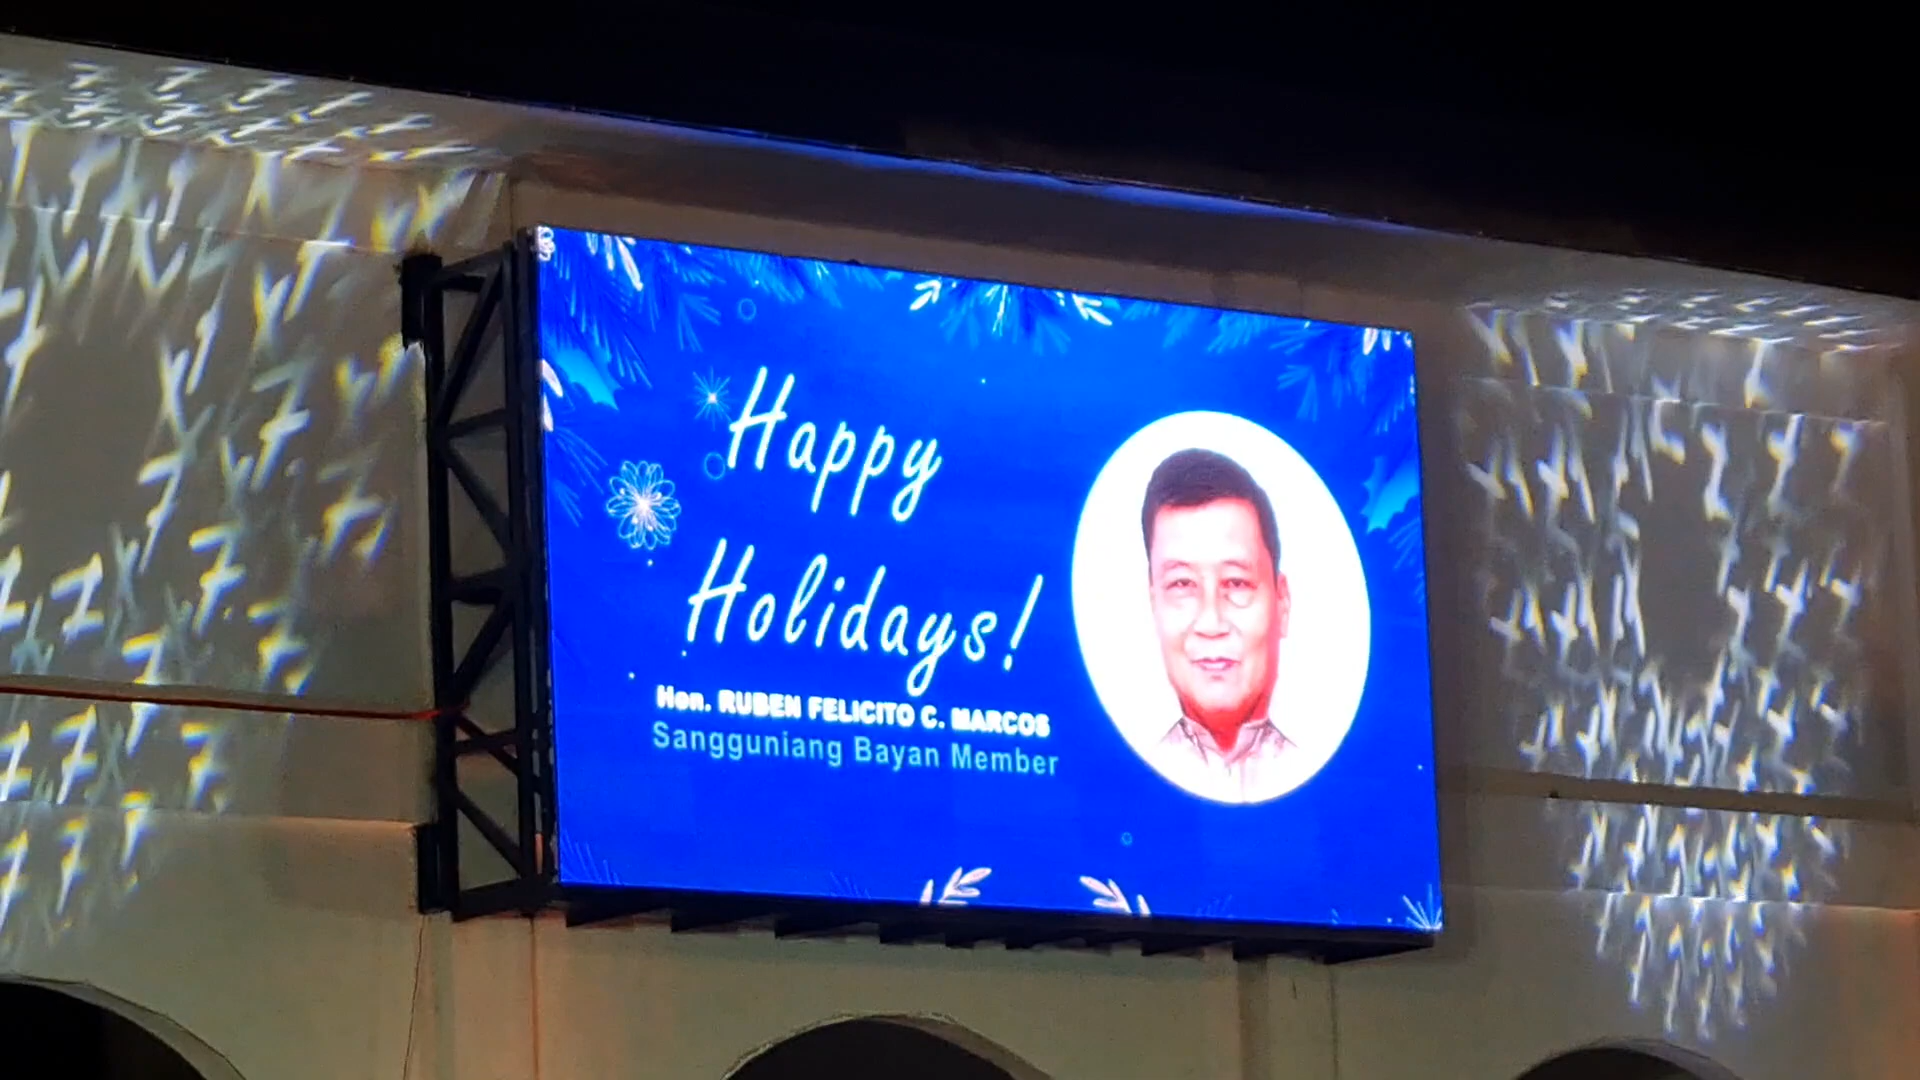 Happy
Holidays!
Hon. RUBEN FELICITO C. MARCOS
Sangguniang Bayan Member